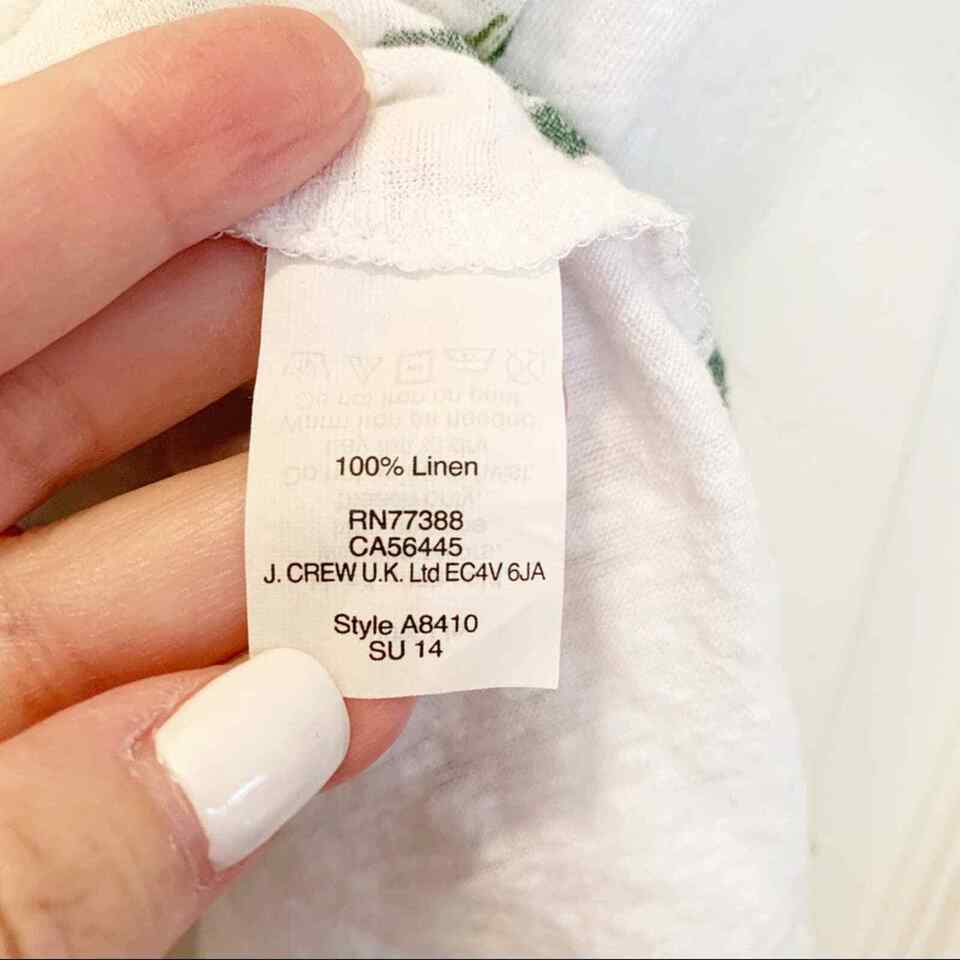 100% Linen
RN77388
CA56445
J. CREW U.K. Ltd EC4V 6JA
Style A8410
SU 14